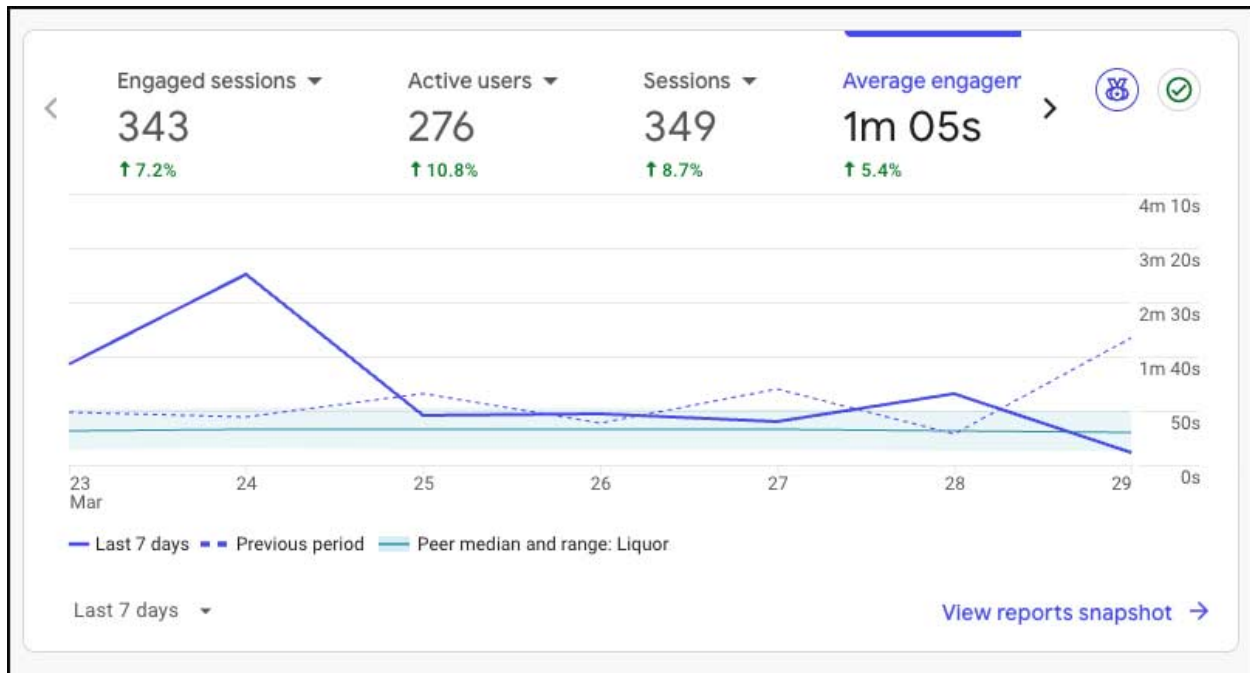 Engaged sessions Active users Sessions Average engagem
343 276 349 1m 05s
↑ 7.2% ↑ 10.8% ↑ 8.7% ↑ 5.4%
4m 10s
3m 20s
2m 30s
1m 40s
50s
0s
23 24 25 26 27 28 29
Mar
Last 7 days Previous period Peer median and range: Liquor
Last 7 days View reports snapshot →